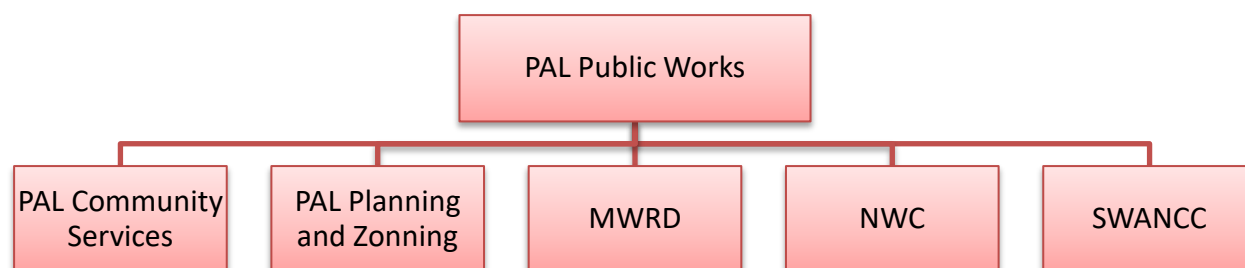 PAL Public Works
PAL Community
Services
PAL Planning
and Zonning
MWRD
NWC
SWANCC